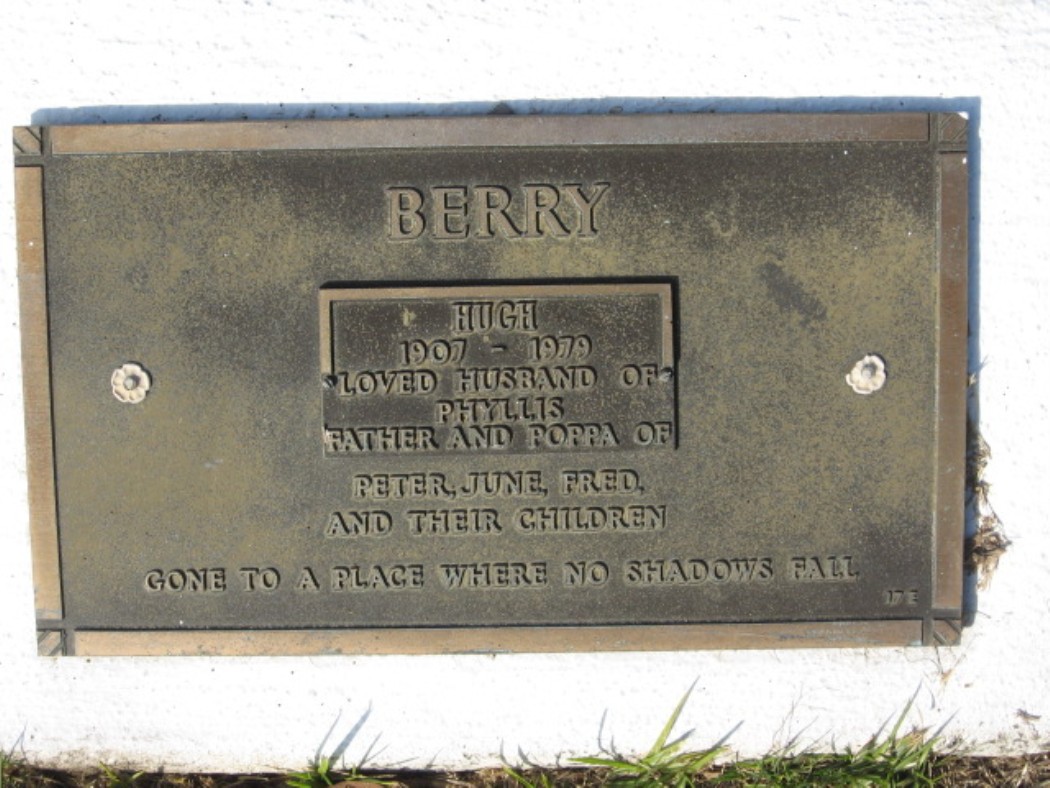 BERRY
HUGH
1907 - 1979
LOVED HUSBAND OF
PHYLLIS
FATHER AND POPPA OF
PETER, JUNE, FRED,
AND THEIR CHILDREN
GONE TO A PLACE WHERE NO SHADOWS FALL
17 E